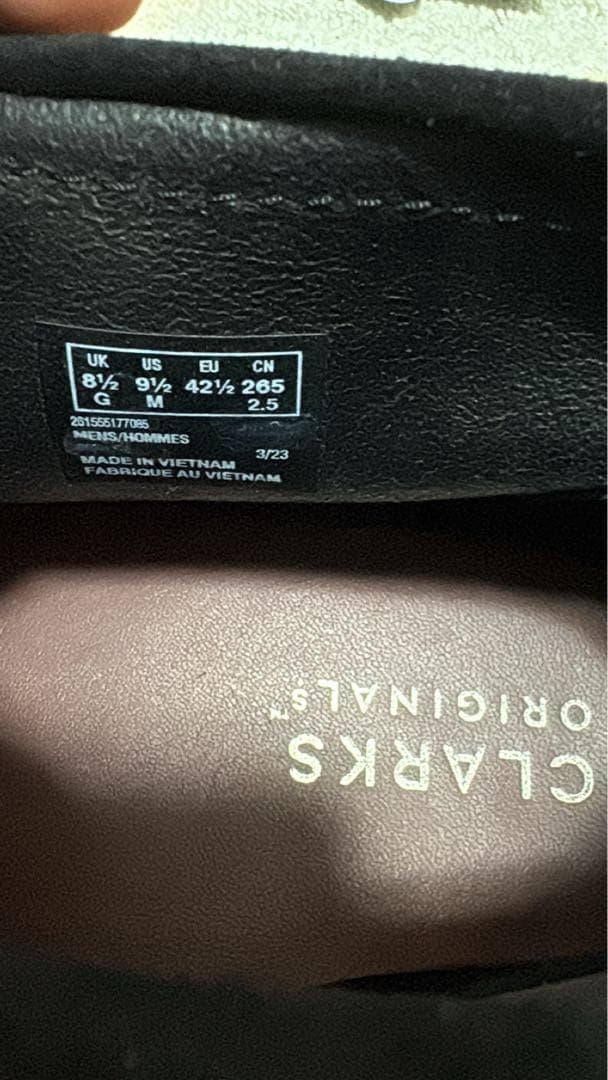 UK US EU CN
8½ 9½ 42½ 265
G M 2.5
261555177085
MENS/HOMMES
3/23
MADE IN VIETNAM
FABRIQUE AU VIETNAM
CLARKS
ORIGINALS™